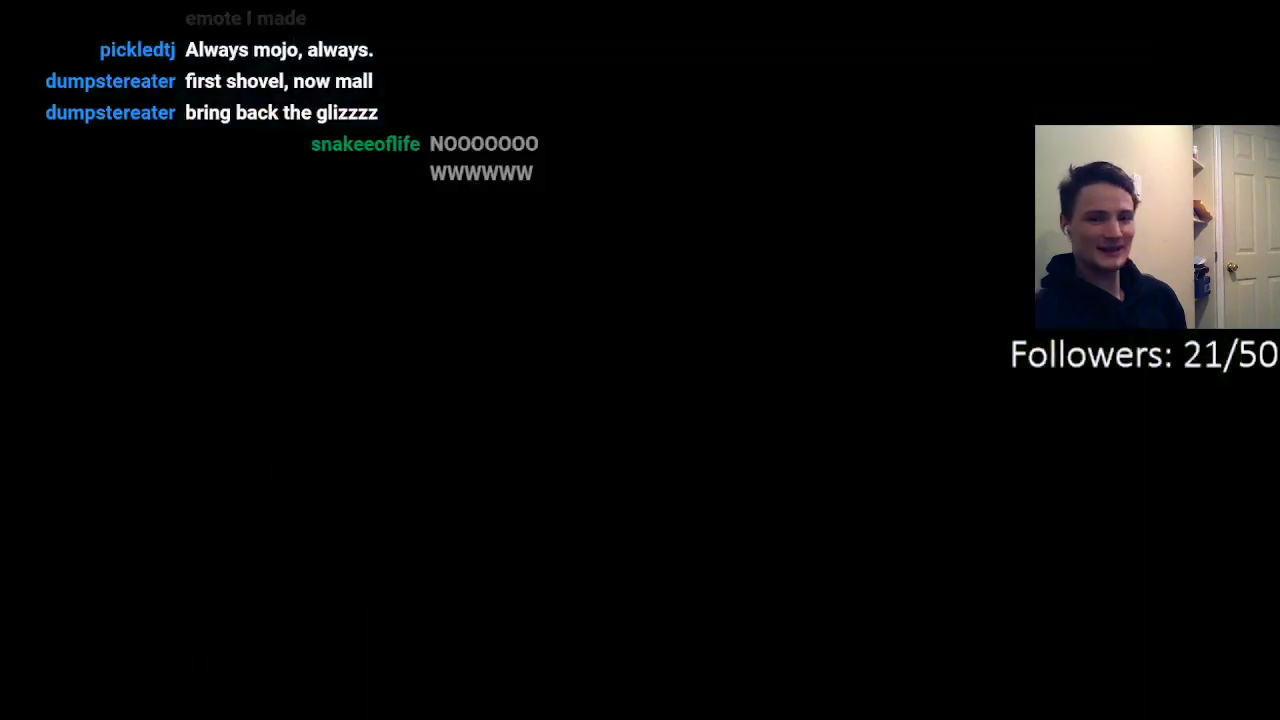 emote I made
pickledtj Always mojo, always.
dumpstereater first shovel, now mall
dumpstereater bring back the glizzzz
snakeeoflife NOOOOOOO
WWWWWW
Followers: 21/50